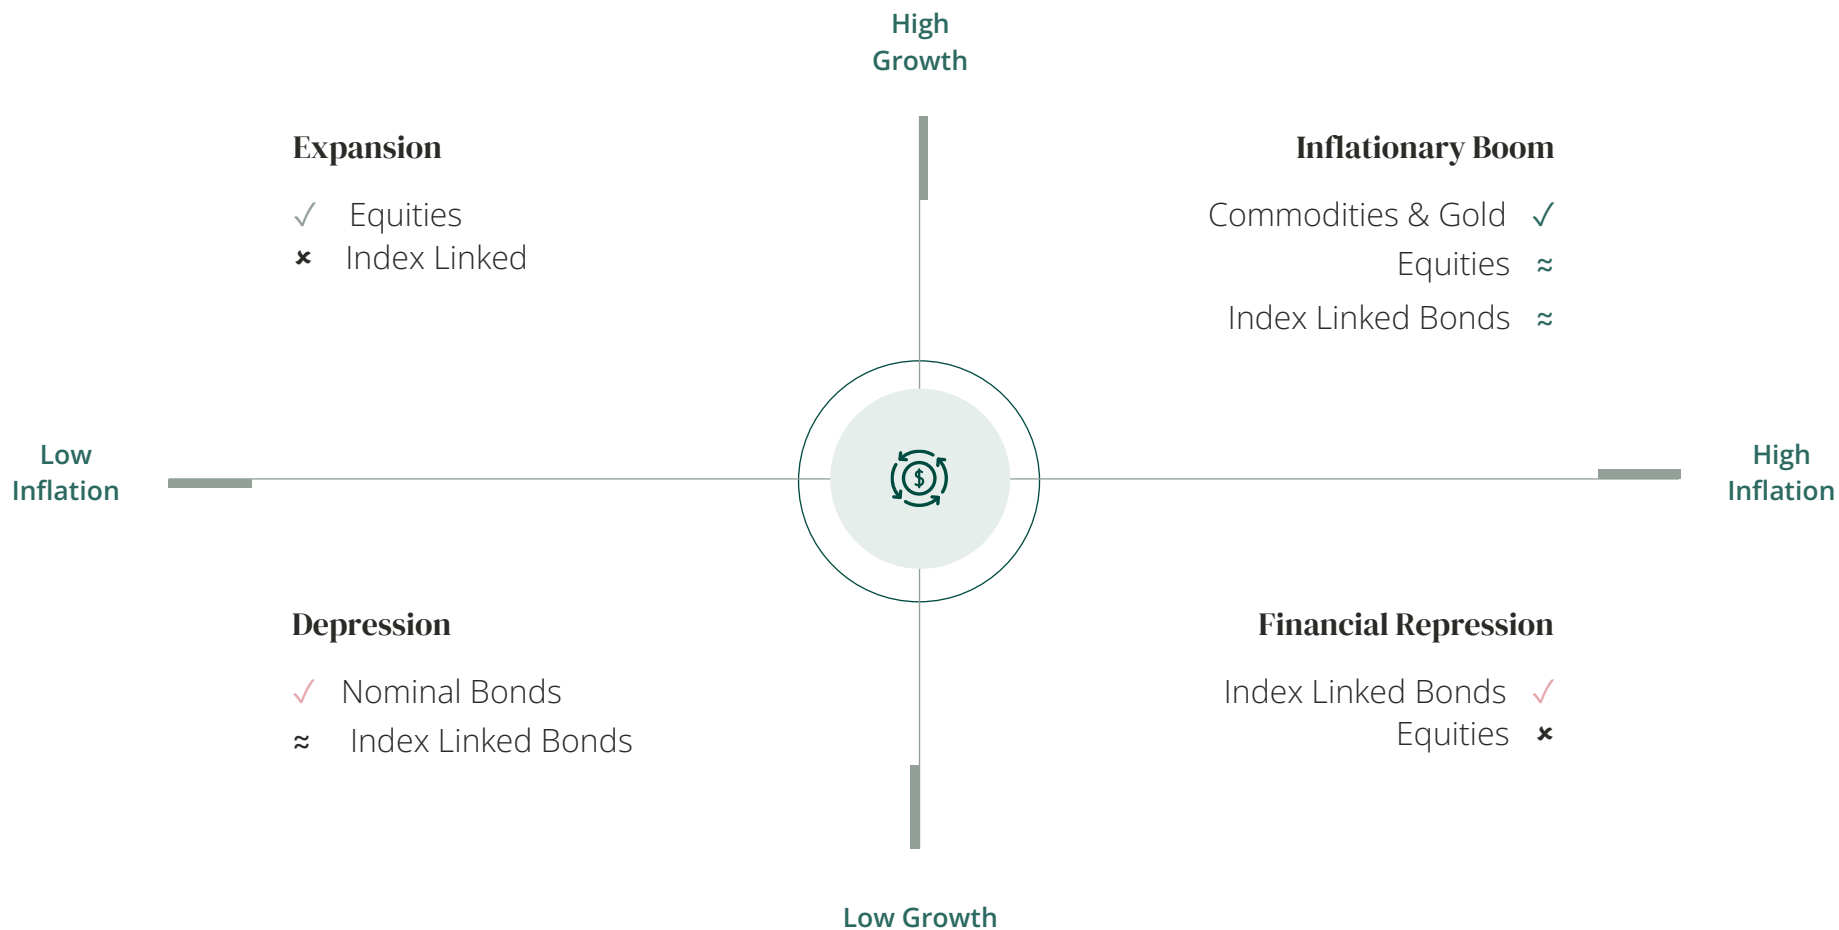 High
Growth
Expansion
✓ Equities
✘ Index Linked
Inflationary Boom
Commodities & Gold ✓
Equities ≈
Index Linked Bonds ≈
Low
Inflation
$
High
Inflation
Depression
✓ Nominal Bonds
≈ Index Linked Bonds
Financial Repression
Index Linked Bonds ✓
Equities ✘
Low Growth